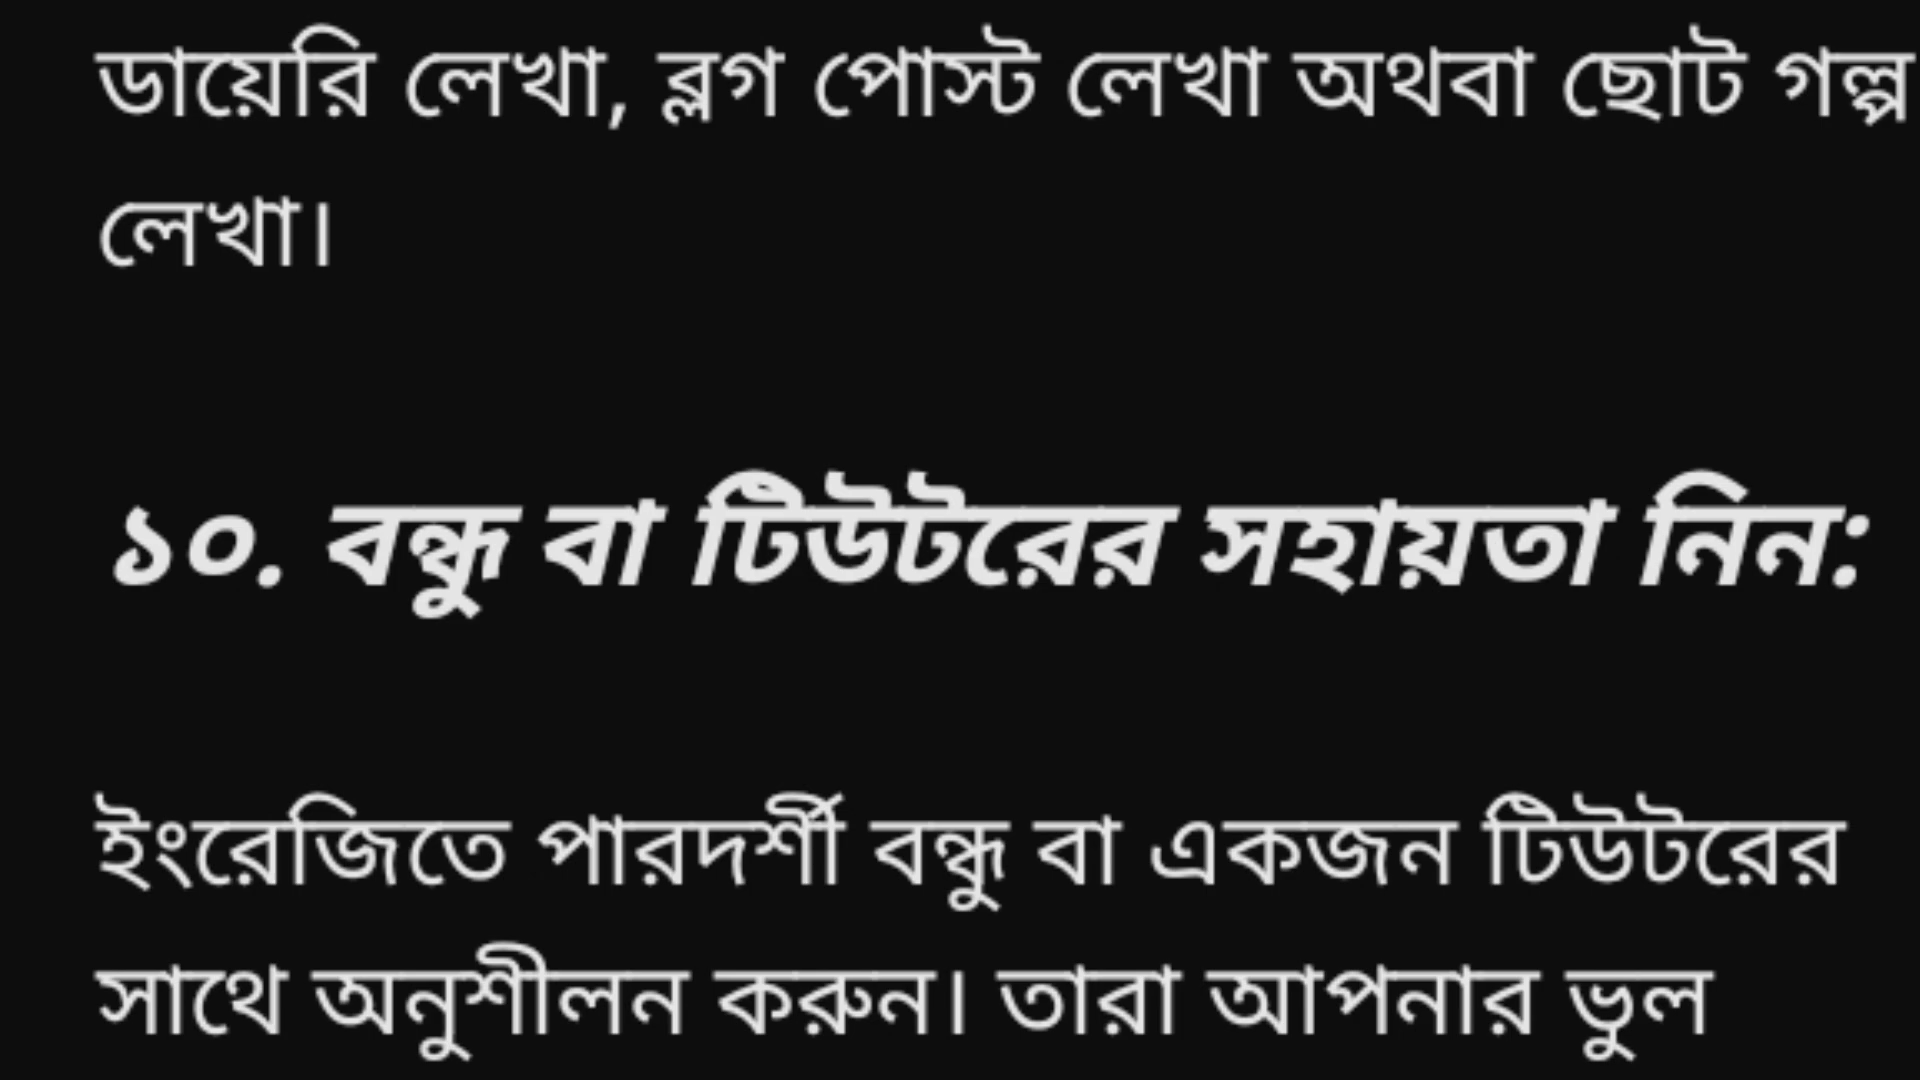 ডায়েরি লেখা, ব্লগ পোস্ট লেখা অথবা ছোট গল্প
লেখা।
১০. বন্ধু বা টিউটরের সহায়তা নিন:
ইংরেজিতে পারদর্শী বন্ধু বা একজন টিউটরের
সাথে অনুশীলন করুন। তারা আপনার ভুল